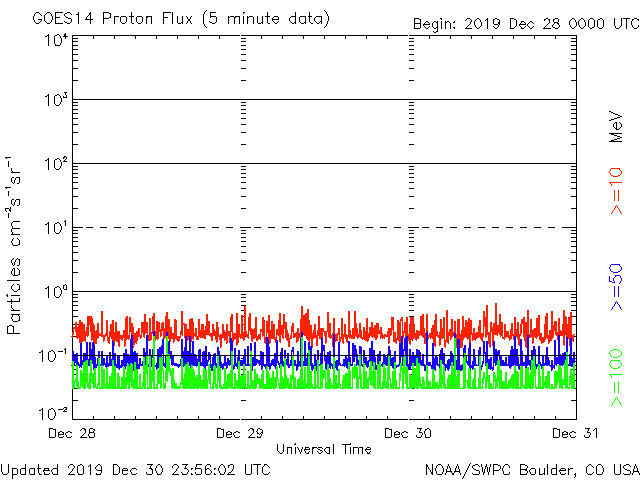 GOES14 Proton Flux (5 minute data)
Begin: 2019 Dec 28 0000 UTC
10⁴
10³
10²
10¹
10⁰
10⁻¹
10⁻²
Particles cm⁻²s⁻¹sr⁻¹
MeV
>=10
>=50
>=100
Dec 28 Dec 29 Dec 30 Dec 31
Universal Time
Updated 2019 Dec 30 23:56:02 UTC
NOAA/SWPC Boulder, CO USA